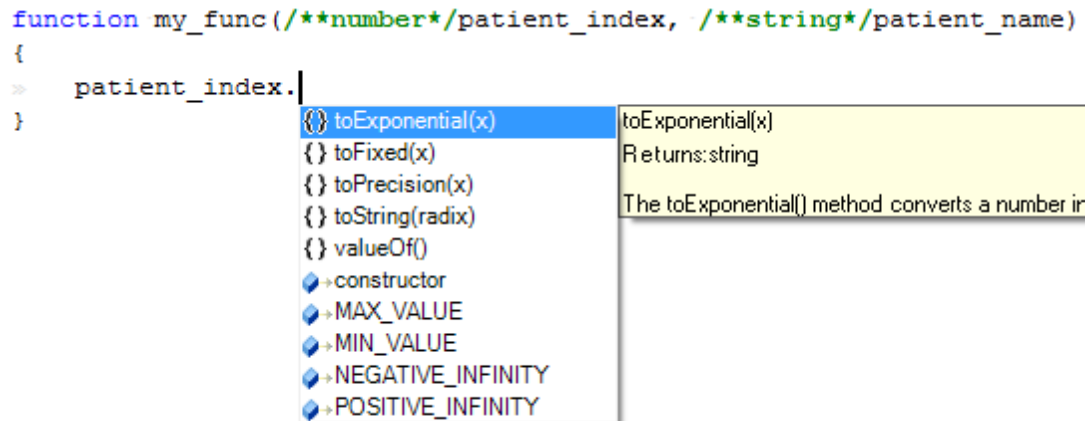 function my_func(/**number*/patient_index, /**string*/patient_name)
{
» patient_index.
}
{} toExponential(x)
{} toFixed(x)
{} toPrecision(x)
{} toString(radix)
{} valueOf()
constructor
MAX_VALUE
MIN_VALUE
NEGATIVE_INFINITY
POSITIVE_INFINITY
toExponential(x)
Returns:string
The toExponential() method converts a number in